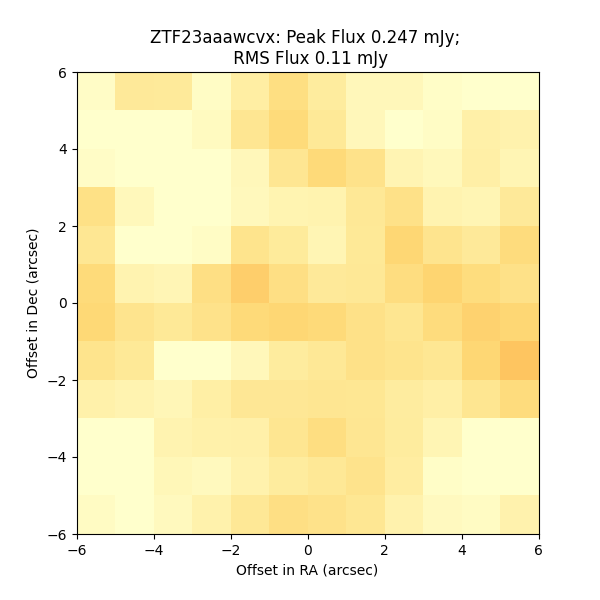 ZTF23aaawcvx: Peak Flux 0.247 mJy;
RMS Flux 0.11 mJy
6
4
2
0
−2
−4
−6
Offset in Dec (arcsec)
−6 −4 −2 0 2 4 6
Offset in RA (arcsec)